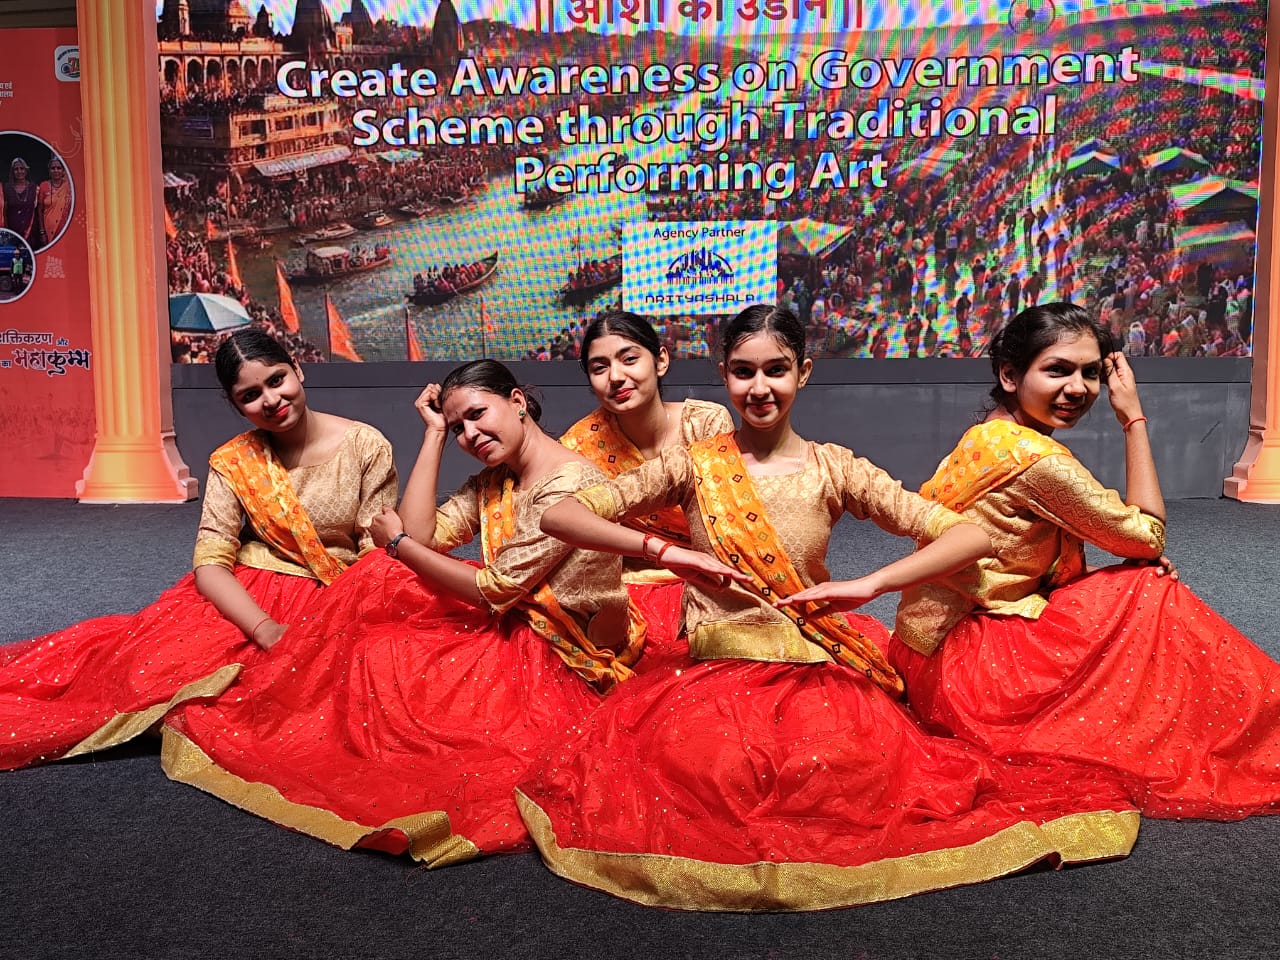 || आशा की उड़ान ||
Create Awareness on Government
Scheme through Traditional
Performing Art
Agency Partner
NRITYASHALA
महाकुम्भ